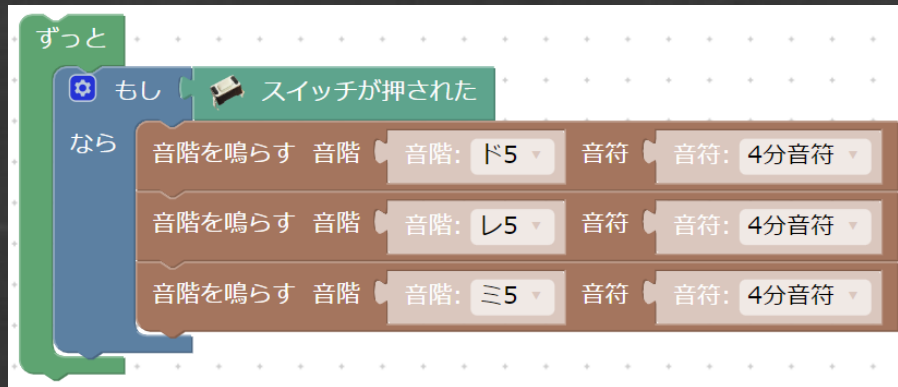 ずっと
もし スイッチが押された
なら 音階を鳴らす 音階 音階: ド5 音符 音符: 4分音符
音階を鳴らす 音階 音階: レ5 音符 音符: 4分音符
音階を鳴らす 音階 音階: ミ5 音符 音符: 4分音符